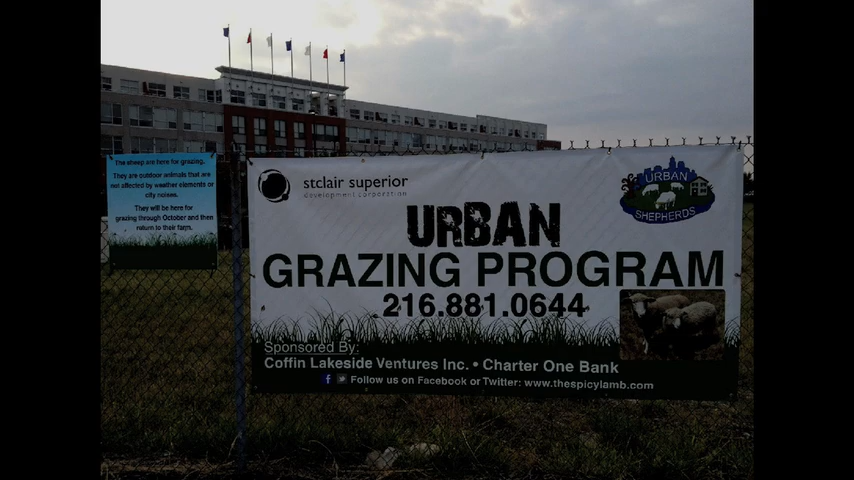 The sheep are here for grazing.
They are outdoor animals that are
not affected by weather elements or
city noises.
They will be here for
grazing through October and then
return to their farm.
stclair superior
development corporation
URBAN
SHEPHERDS
URBAN
GRAZING PROGRAM
216.881.0644
Sponsored By:
Coffin Lakeside Ventures Inc. • Charter One Bank
Follow us on Facebook or Twitter: www.thespicylamb.com